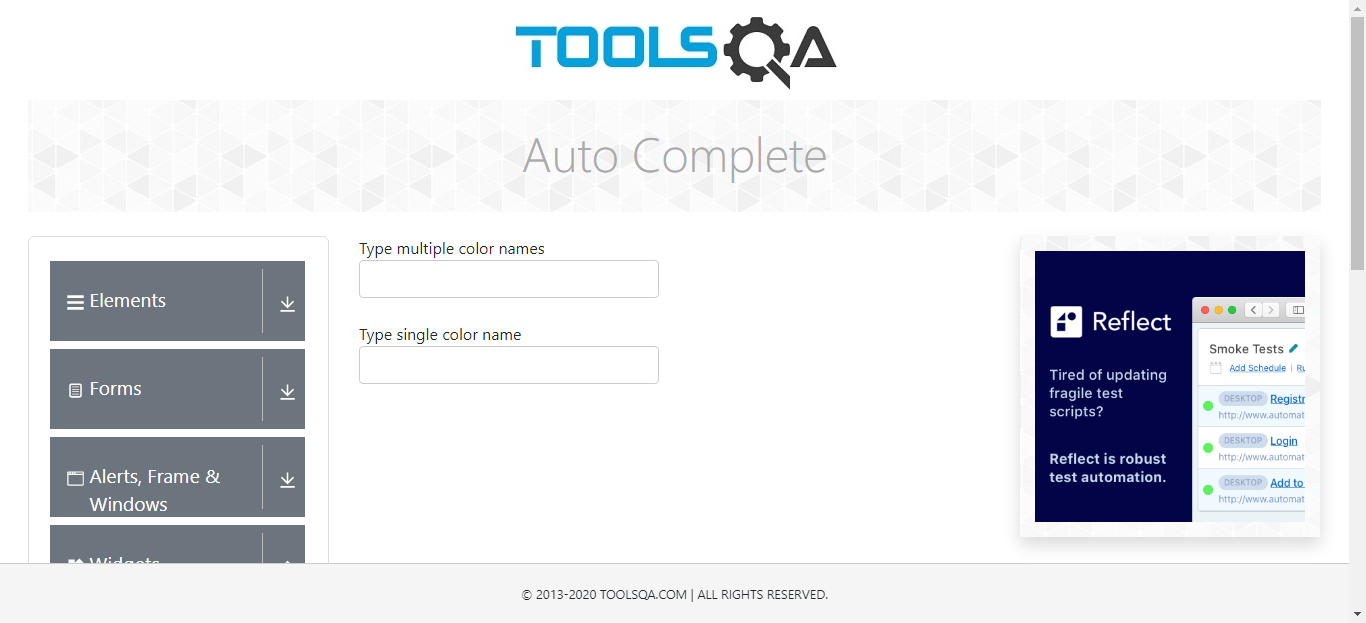 TOOLSQA
Auto Complete
Elements
Forms
Alerts, Frame &
Windows
Widgets
Type multiple color names
Type single color name
Reflect
Tired of updating
fragile test
scripts?
Reflect is robust
test automation.
Smoke Tests
Add Schedule |
DESKTOP Registr
http://www.automat
DESKTOP Login
http://www.automat
DESKTOP Add to
http://www.automat
© 2013-2020 TOOLSQA.COM | ALL RIGHTS RESERVED.